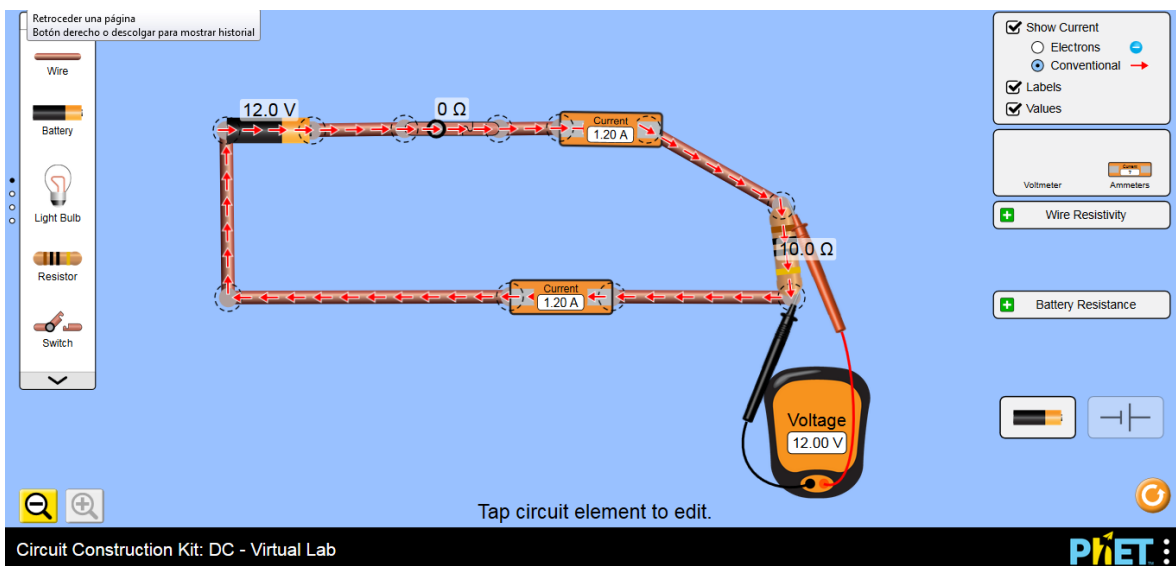 Retroceder una página
Botón derecho o descolgar para mostrar historial
Wire
Battery
Light Bulb
Resistor
Switch
12.0 V
0 Ω
Current
1.20 A
10.0 Ω
Current
1.20 A
Voltage
12.00 V
Tap circuit element to edit.
Show Current
Electrons
Conventional
Labels
Values
Current
?
Voltmeter
Ammeters
Wire Resistivity
Battery Resistance
Circuit Construction Kit: DC - Virtual Lab
PhET